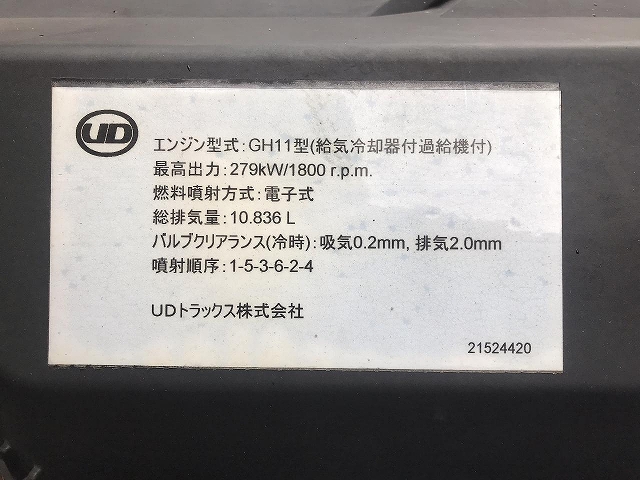 UD
エンジン型式：GH11型(給気冷却器付過給機付)
最高出力：279kW/1800 r.p.m.
燃料噴射方式：電子式
総排気量：10.836 L
バルブクリアランス(冷時)：吸気0.2mm, 排気2.0mm
噴射順序：1-5-3-6-2-4
UDトラックス株式会社
21524420